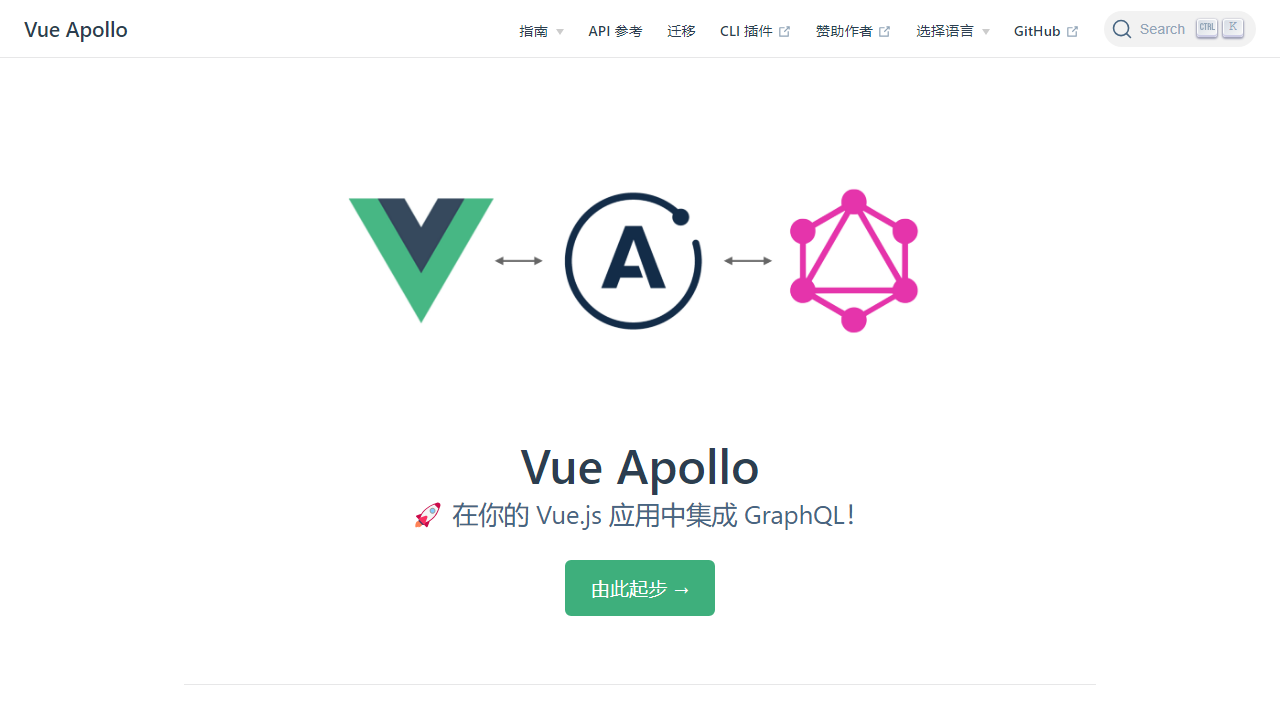 Vue Apollo
指南 API 参考 迁移 CLI 插件 赞助作者 选择语言 GitHub Search CTRL K
A
Vue Apollo
🚀 在你的 Vue.js 应用中集成 GraphQL！
由此起步 →